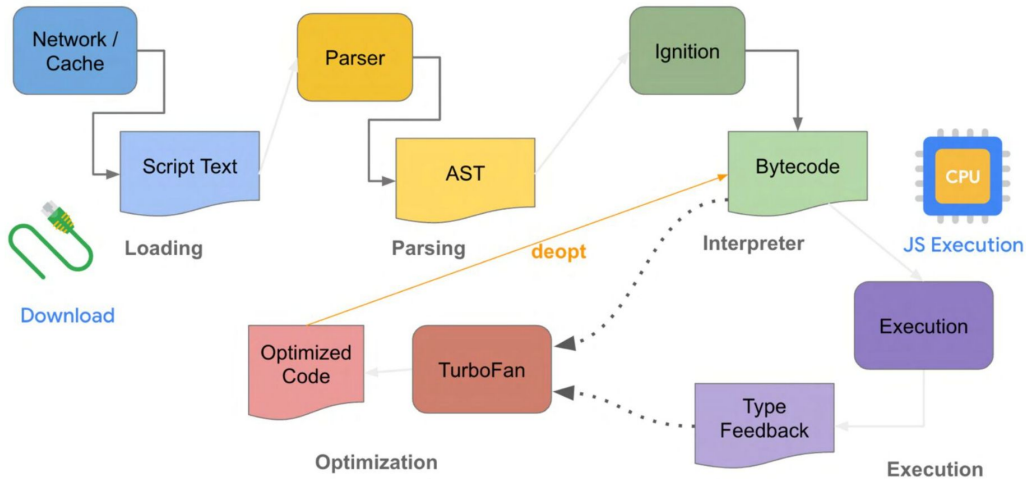 Network /
Cache
Parser
Ignition
Script Text
AST
Bytecode
CPU
Loading
Parsing
deopt
Interpreter
JS Execution
Download
Execution
Optimized
Code
TurboFan
Type
Feedback
Optimization
Execution